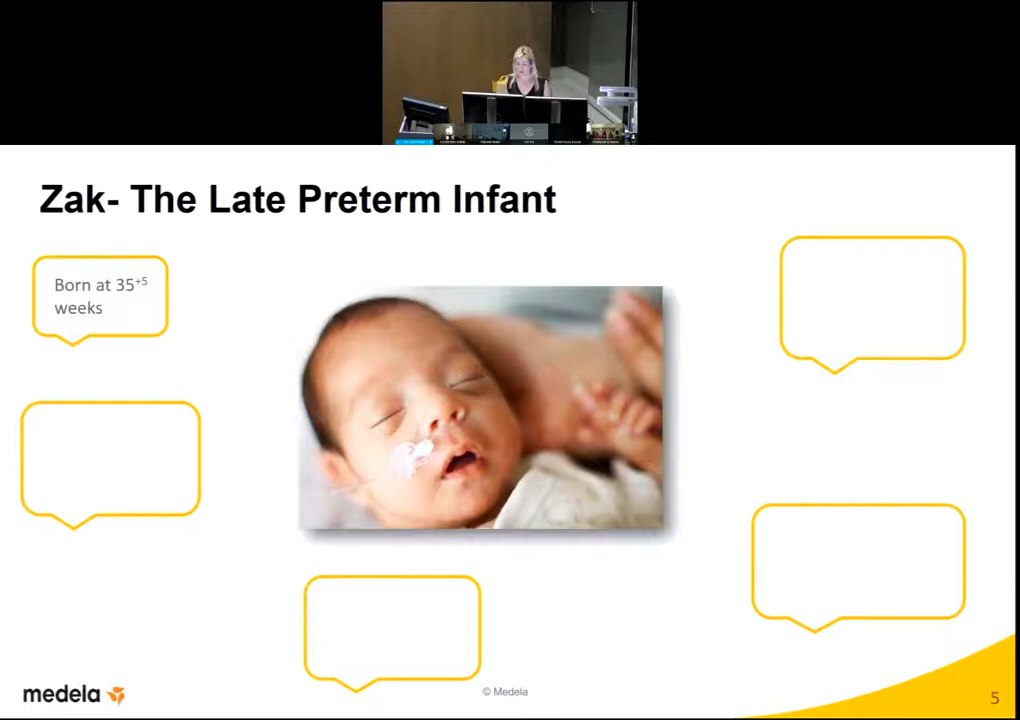 Zak- The Late Preterm Infant
Born at 35+5
weeks
medela
© Medela
5